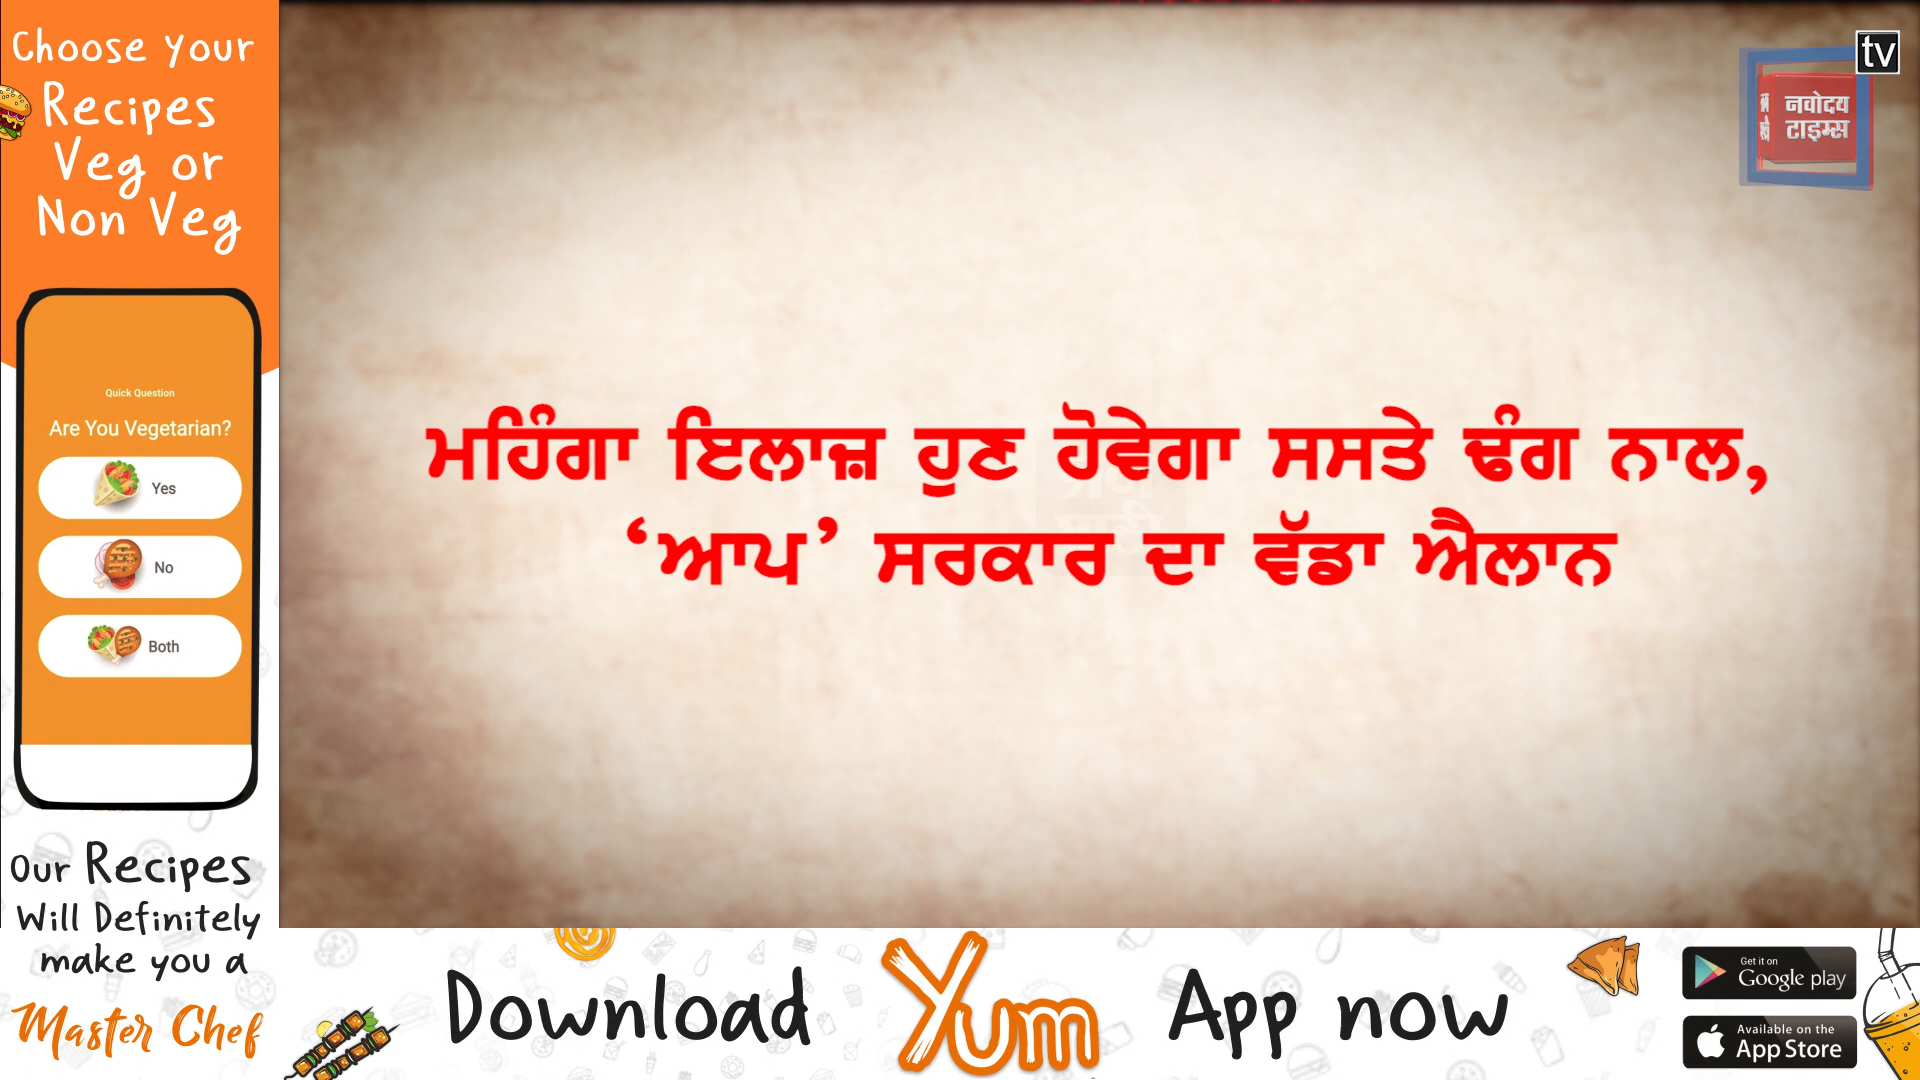 Choose Your
Recipes
Veg or
Non Veg
Quick Question
Are You Vegetarian?
Yes
No
Both
Our Recipes
Will Definitely
make you a
Master Chef
tv
नवोदय
टाइम्स
ਮਹਿੰਗਾ ਇਲਾਜ਼ ਹੁਣ ਹੋਵੇਗਾ ਸਸਤੇ ਢੰਗ ਨਾਲ,
‘ਆਪ’ ਸਰਕਾਰ ਦਾ ਵੱਡਾ ਐਲਾਨ
Download Yum App now
Get it on
Google play
Available on the
App Store